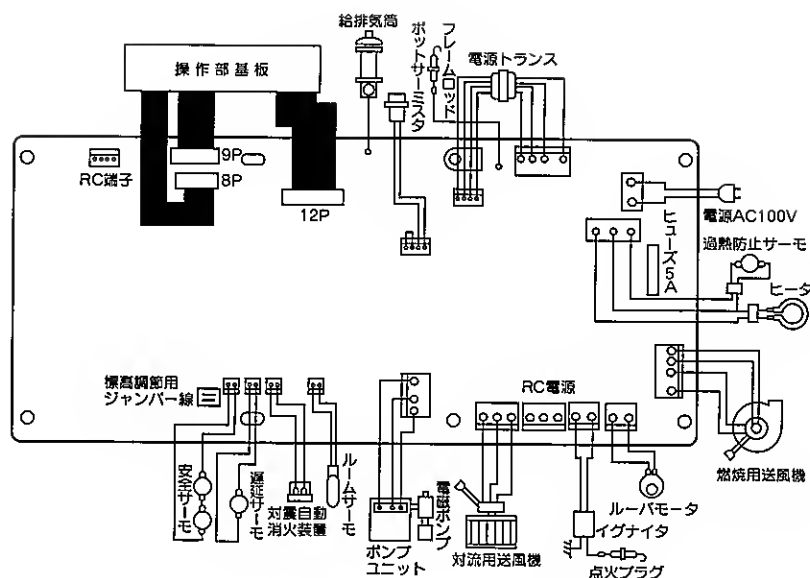 操作部基板
給排気筒
ポットサーミスタ
フレームロッド
電源トランス
RC端子
9P
8P
12P
電源AC100V
ヒューズ5A
過熱防止サーモ
ヒータ
標高調節用
ジャンパー線
RC電源
安全サーモ
遅延サーモ
対震自動
消火装置
ルームサーモ
ポンプ
ユニット
電磁ポンプ
対流用送風機
ルーバモータ
イグナイタ
点火プラグ
燃焼用送風機